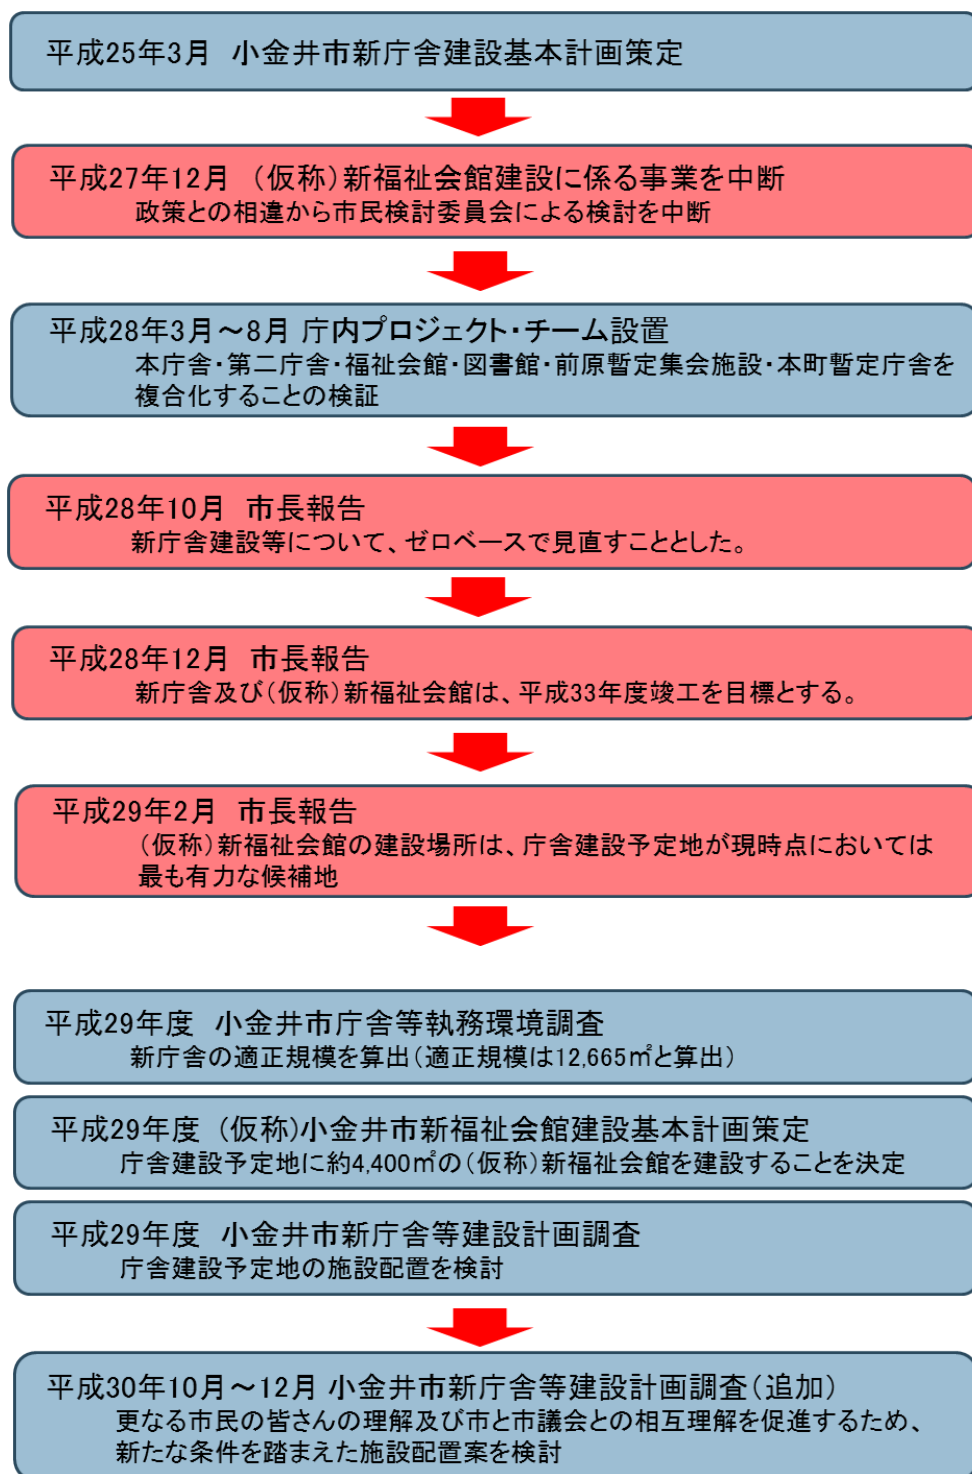 平成25年3月 小金井市新庁舎建設基本計画策定
平成27年12月 (仮称)新福祉会館建設に係る事業を中断
政策との相違から市民検討委員会による検討を中断
平成28年3月～8月 庁内プロジェクト・チーム設置
本庁舎・第二庁舎・福祉会館・図書館・前原暫定集会施設・本町暫定庁舎を
複合化することの検証
平成28年10月 市長報告
新庁舎建設等について、ゼロベースで見直すこととした。
平成28年12月 市長報告
新庁舎及び(仮称)新福祉会館は、平成33年度竣工を目標とする。
平成29年2月 市長報告
(仮称)新福祉会館の建設場所は、庁舎建設予定地が現時点においては
最も有力な候補地
平成29年度 小金井市庁舎等執務環境調査
新庁舎の適正規模を算出(適正規模は12,665㎡と算出)
平成29年度 (仮称)小金井市新福祉会館建設基本計画策定
庁舎建設予定地に約4,400㎡の(仮称)新福祉会館を建設することを決定
平成29年度 小金井市新庁舎等建設計画調査
庁舎建設予定地の施設配置を検討
平成30年10月～12月 小金井市新庁舎等建設計画調査(追加)
更なる市民の皆さんの理解及び市と市議会との相互理解を促進するため、
新たな条件を踏まえた施設配置案を検討